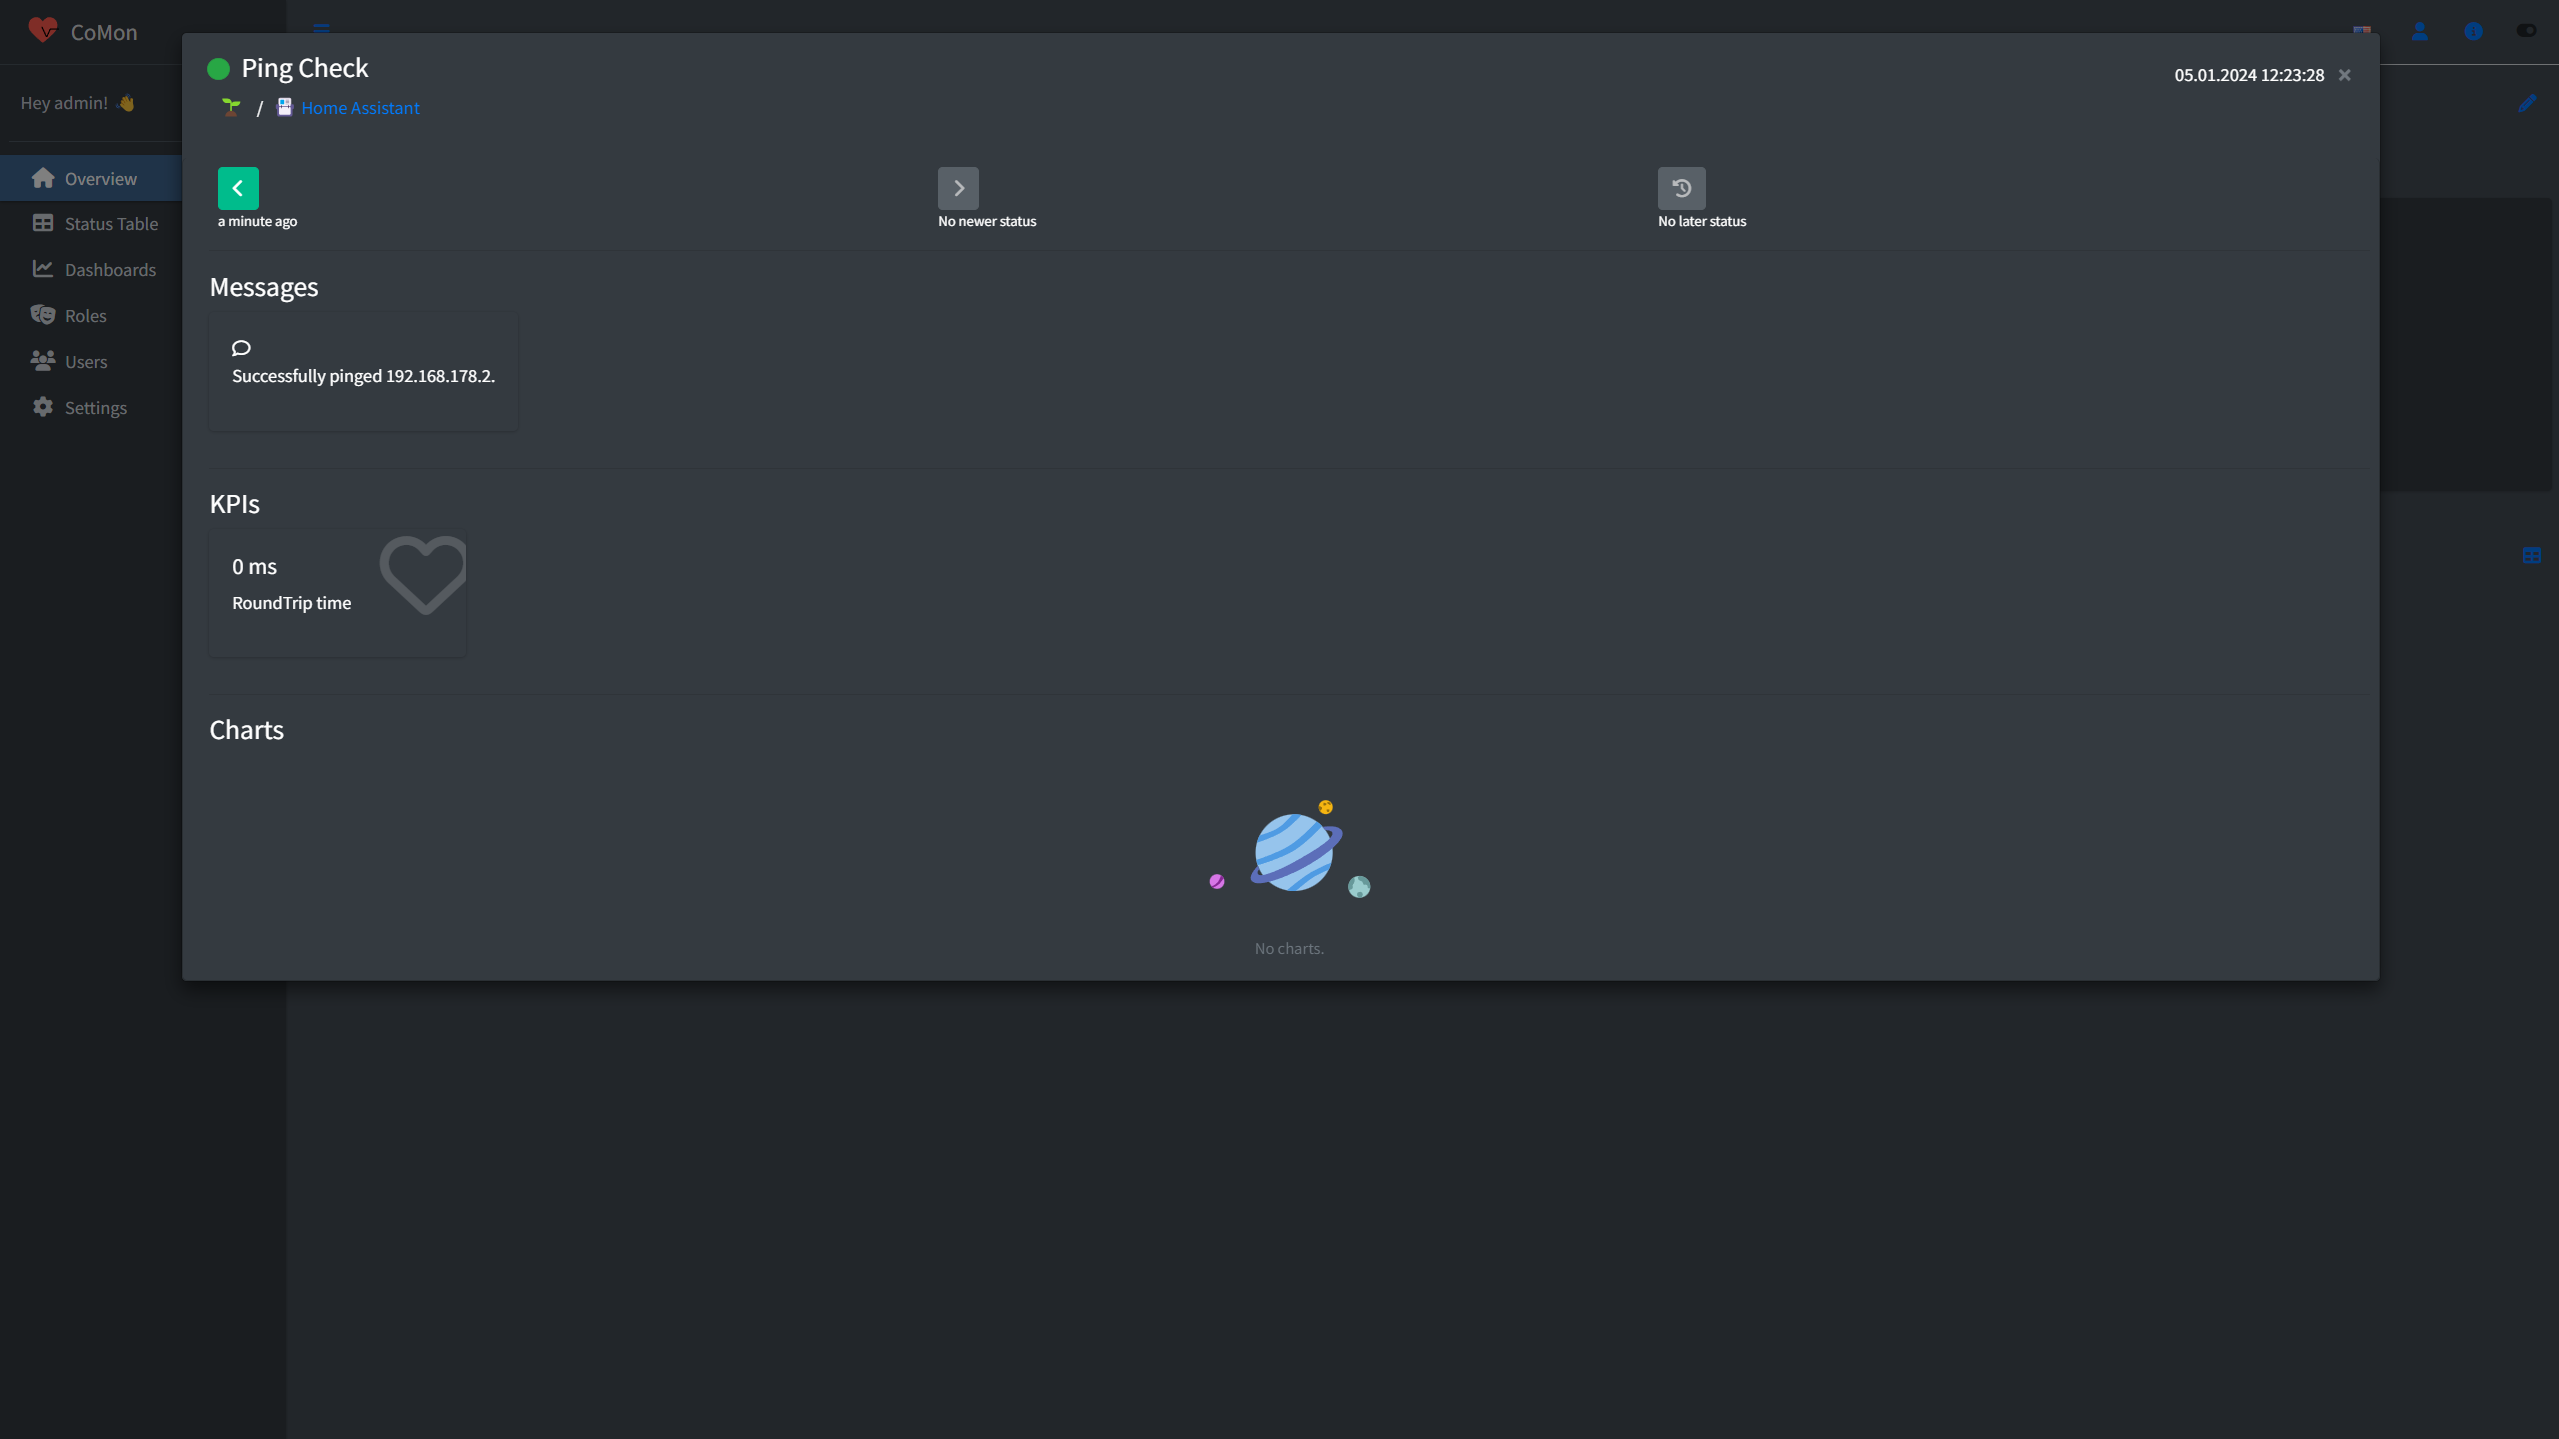 CoMon
Hey admin!
Overview
Status Table
Dashboards
Roles
Users
Settings
Ping Check
05.01.2024 12:23:28
/ Home Assistant
a minute ago
No newer status
No later status
Messages
Successfully pinged 192.168.178.2.
KPIs
0 ms
RoundTrip time
Charts
No charts.